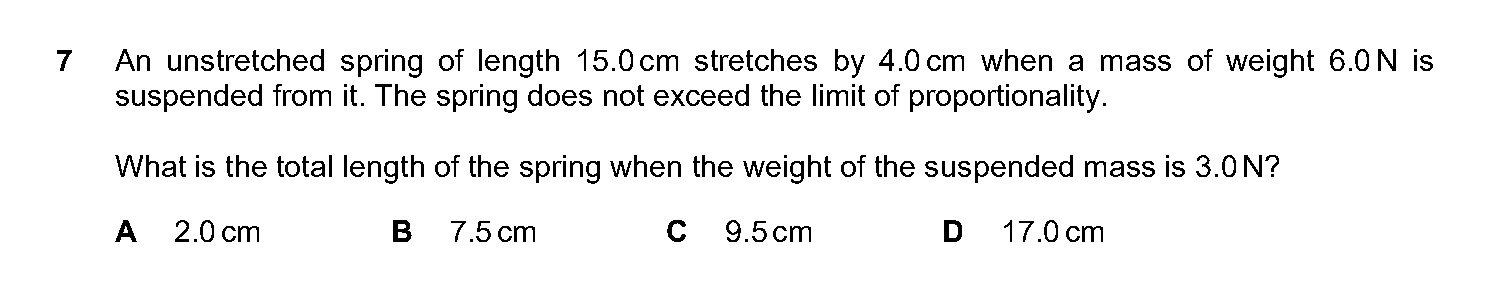 7 An unstretched spring of length 15.0 cm stretches by 4.0 cm when a mass of weight 6.0 N is
suspended from it. The spring does not exceed the limit of proportionality.
What is the total length of the spring when the weight of the suspended mass is 3.0 N?
A 2.0 cm B 7.5 cm C 9.5 cm D 17.0 cm